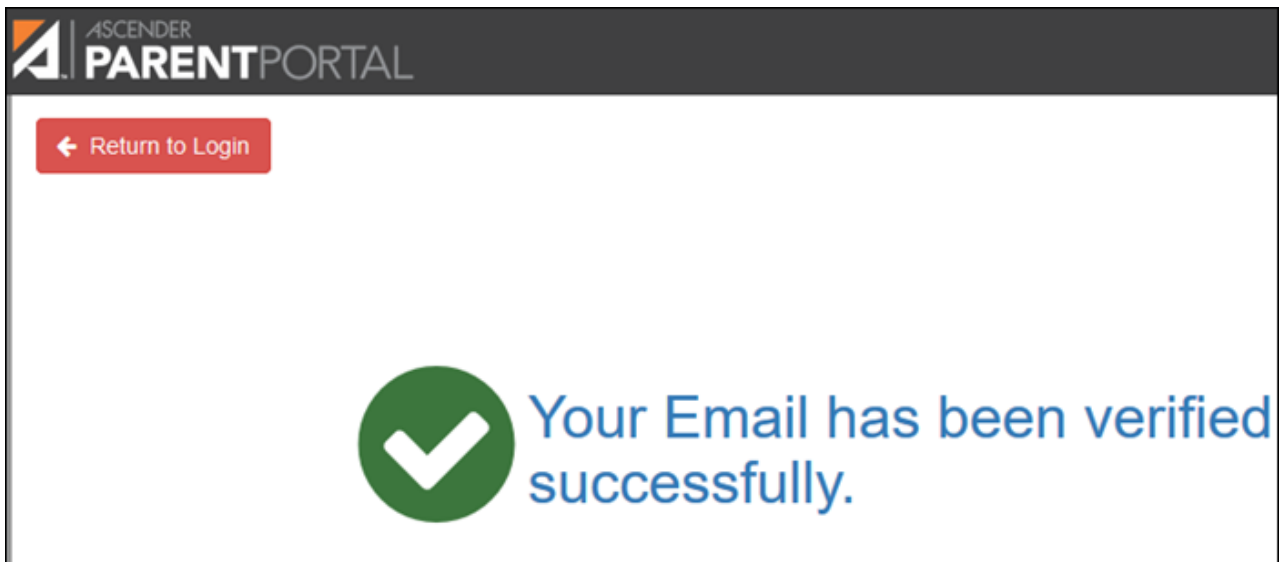 ASCENDER
PARENTPORTAL
Return to Login
Your Email has been verified
successfully.